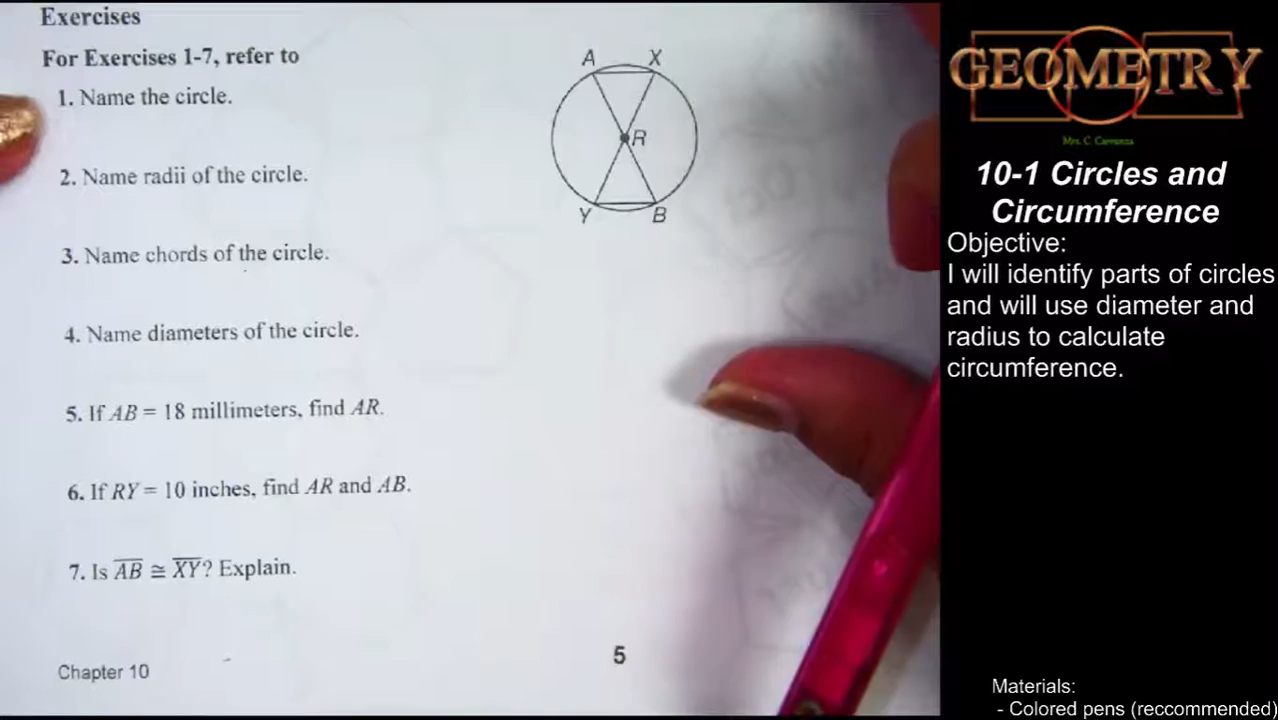 Exercises
For Exercises 1-7, refer to
1. Name the circle.
2. Name radii of the circle.
3. Name chords of the circle.
4. Name diameters of the circle.
5. If AB = 18 millimeters, find AR.
6. If RY = 10 inches, find AR and AB.
7. Is A̅B̅ ≅ X̅Y̅? Explain.
Chapter 10
5
A X
R
Y B
GEOMETRY
Mrs. C. Carranza
10-1 Circles and
Circumference
Objective:
I will identify parts of circles
and will use diameter and
radius to calculate
circumference.
Materials:
- Colored pens (reccommended)